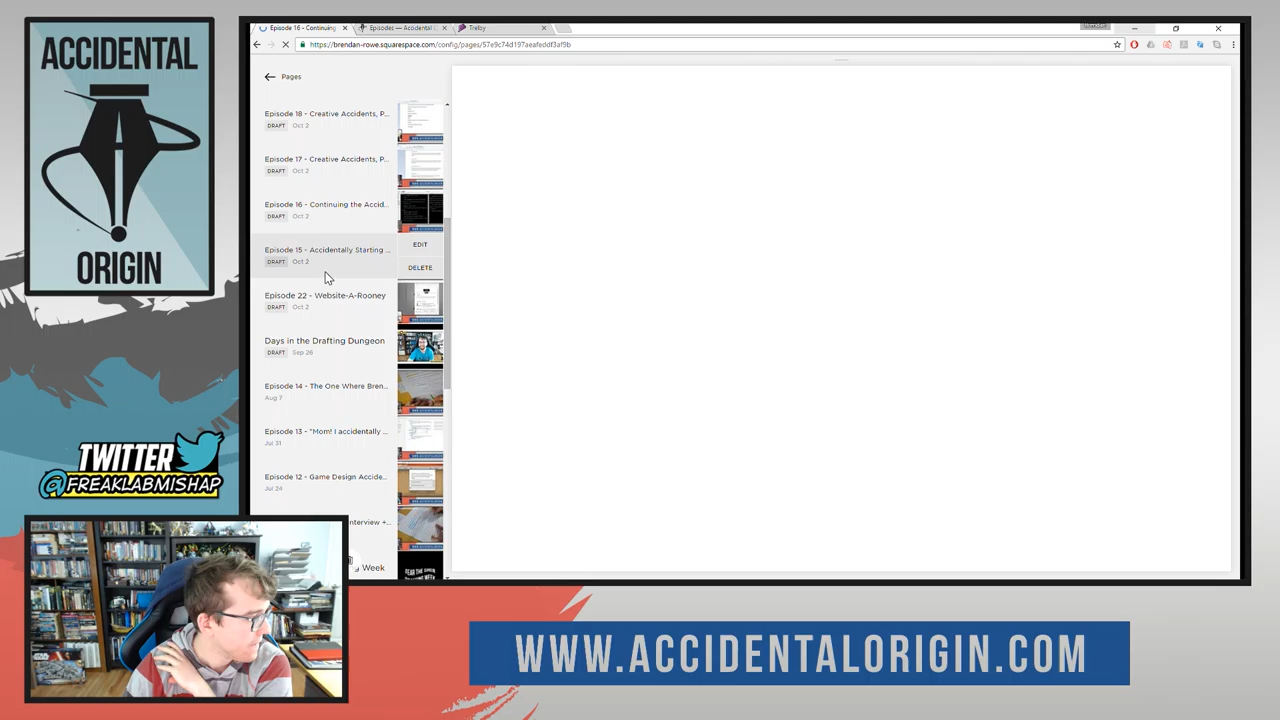 ACCIDENTAL
ORIGIN
TWITTER
@FREAKLABMISHAP
Episode 16 - Continuing
Episodes — Accidental C
Trelby
https://brendan-rowe.squarespace.com/config/pages/57e9c74d197aeafeddf3af9b
Pages
Episode 18 - Creative Accidents, P...
DRAFT Oct 2
Episode 17 - Creative Accidents, P...
DRAFT Oct 2
Episode 16 - Continuing the Accid...
DRAFT Oct 2
Episode 15 - Accidentally Starting ...
DRAFT Oct 2
EDIT
DELETE
Episode 22 - Website-A-Rooney
DRAFT Oct 2
Days in the Drafting Dungeon
DRAFT Sep 26
Episode 14 - The One Where Bren...
Aug 7
Episode 13 - "Mom! I accidentally ...
Jul 31
Episode 12 - Game Design Accide...
Jul 24
nterview +...
Week
WWW.ACCIDENTALORIGIN.COM